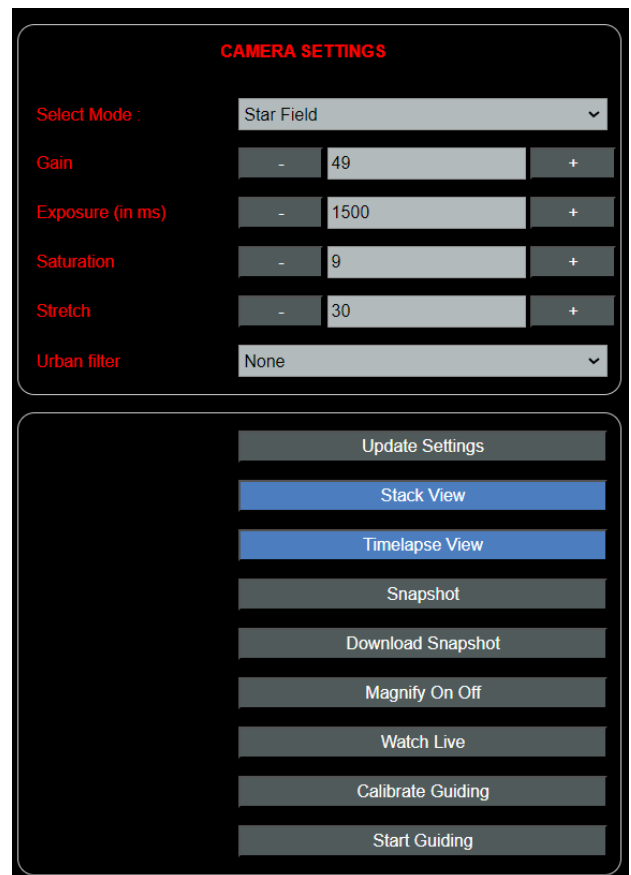 CAMERA SETTINGS
Select Mode : Star Field
Gain - 49 +
Exposure (in ms) - 1500 +
Saturation - 9 +
Stretch - 30 +
Urban filter None
Update Settings
Stack View
Timelapse View
Snapshot
Download Snapshot
Magnify On Off
Watch Live
Calibrate Guiding
Start Guiding